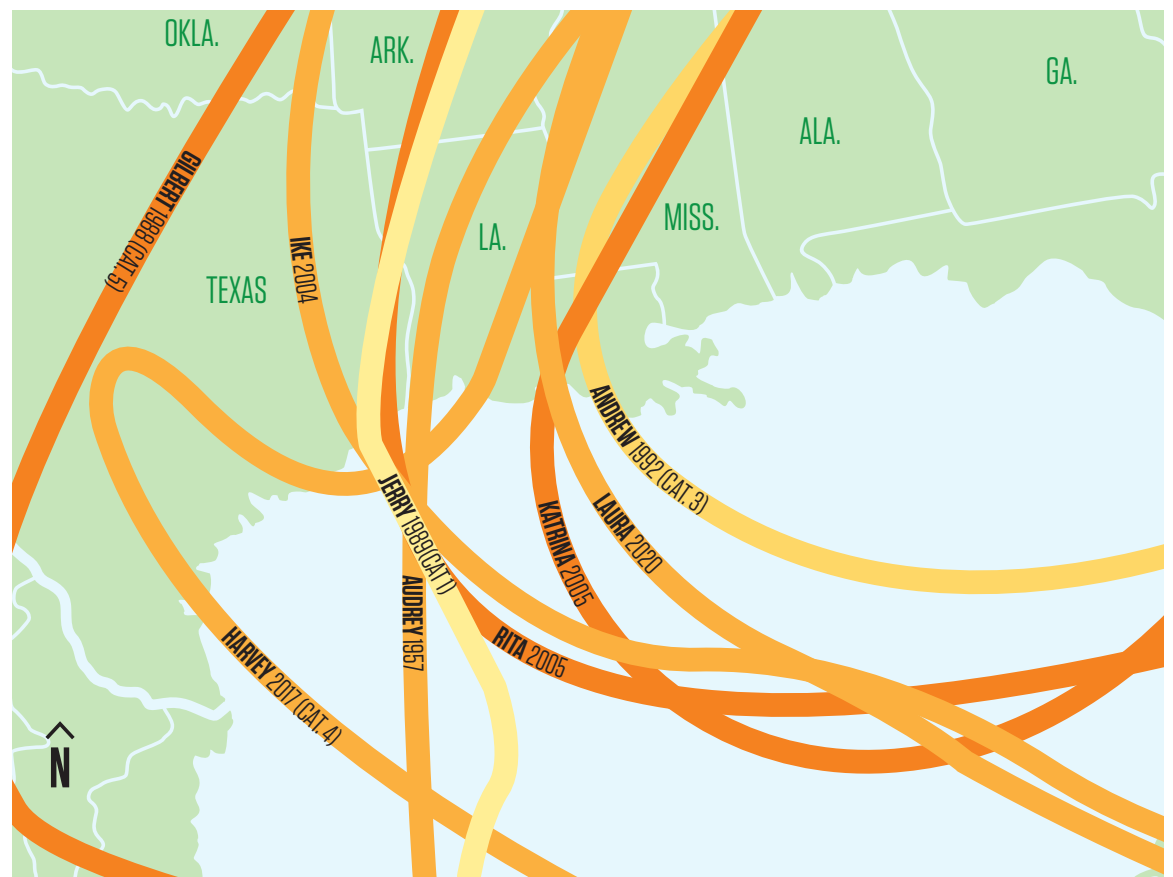 OKLA.
ARK.
GA.
ALA.
GILBERT 1988 (CAT. 5)
MISS.
LA.
IKE 2004
TEXAS
ANDREW 1992 (CAT. 3)
JERRY 1989(CAT 1)
LAURA 2020
KATRINA 2005
AUDREY 1957
RITA 2005
HARVEY 2017 (CAT. 4)
N